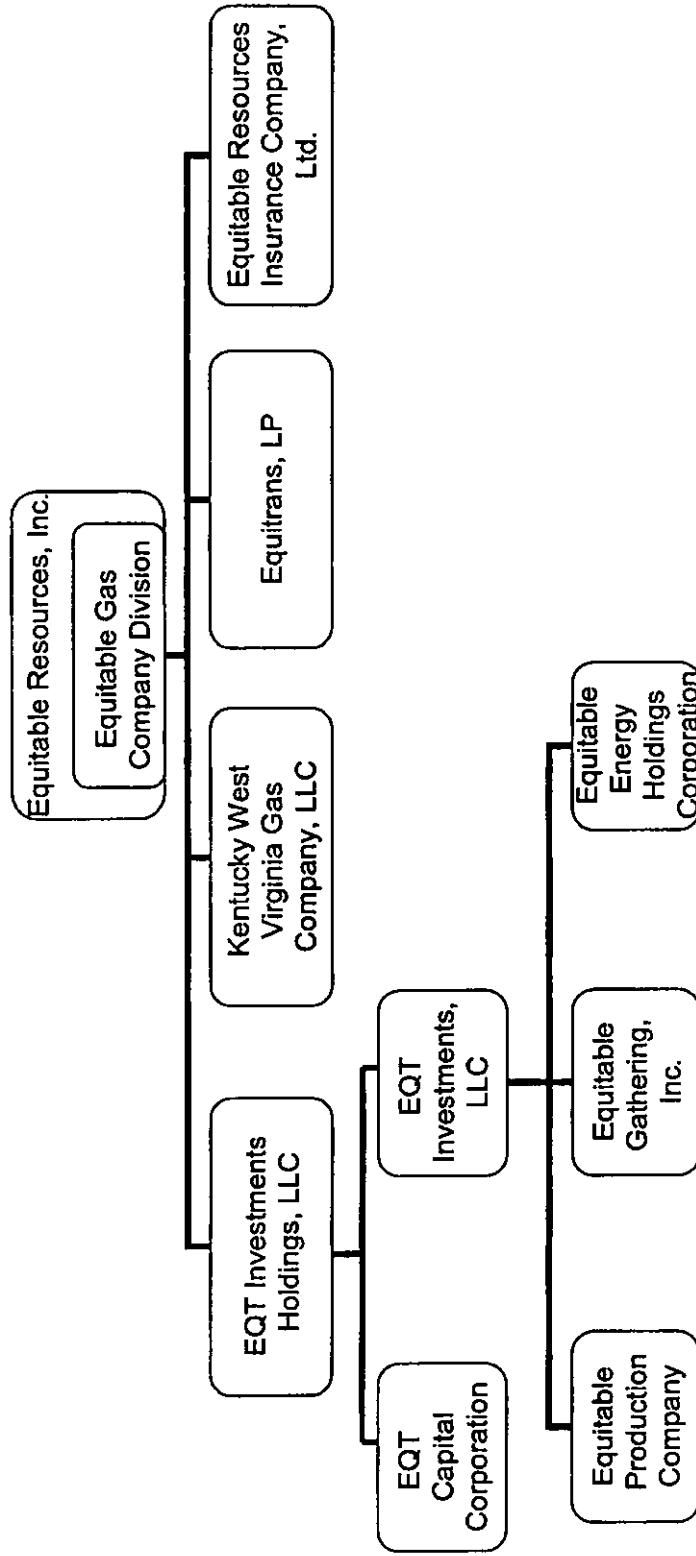 Equitable Resources, Inc.
Equitable Gas
Company Division
EQT Investments
Holdings, LLC
Kentucky West
Virginia Gas
Company, LLC
Equitrans, LP
Equitable Resources
Insurance Company,
Ltd.
EQT
Capital
Corporation
EQT
Investments,
LLC
Equitable
Production
Company
Equitable
Gathering,
Inc.
Equitable
Energy
Holdings
Corporation